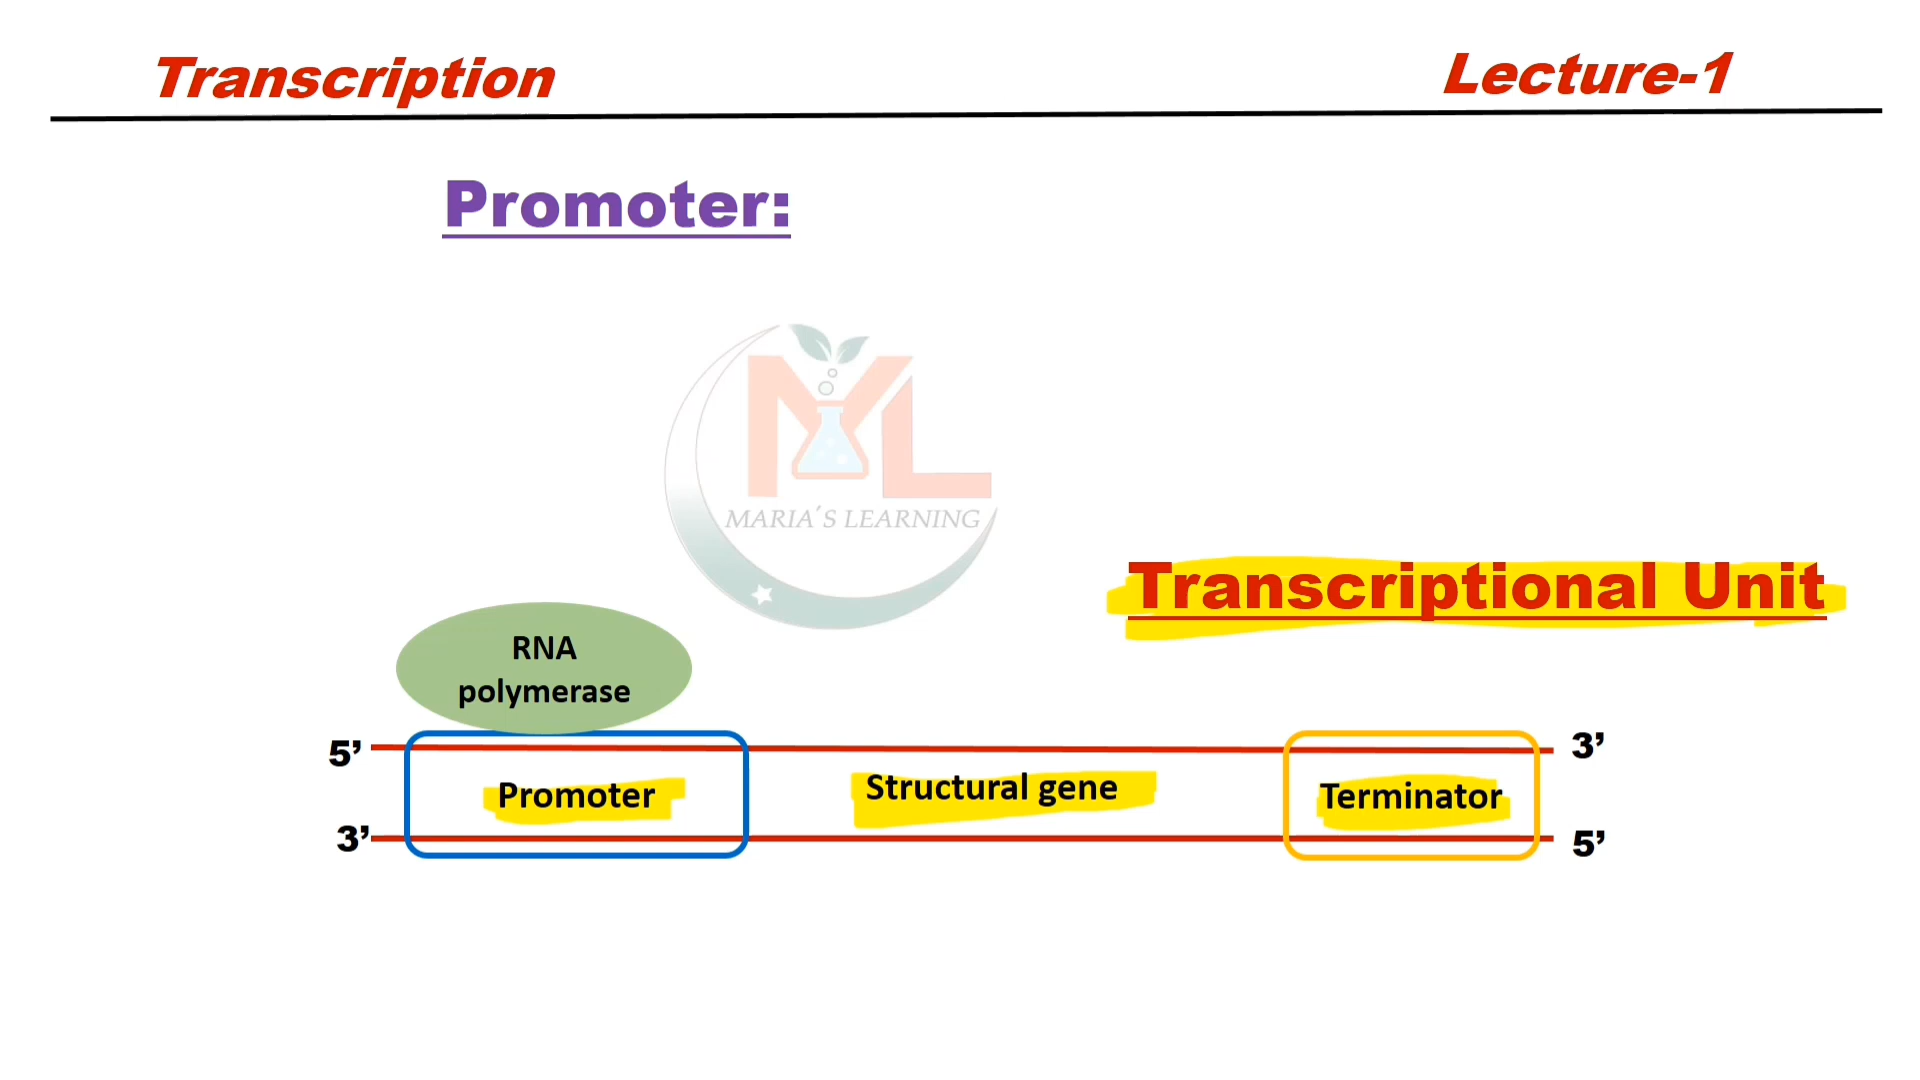 Transcription
Lecture-1
Promoter:
MARIA'S LEARNING
Transcriptional Unit
RNA
polymerase
5’
3’
Promoter
Structural gene
Terminator
3’
5’